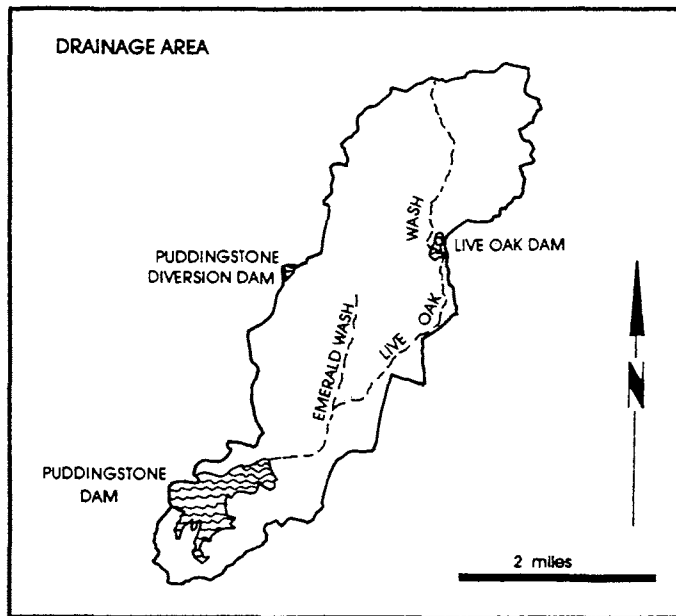 DRAINAGE AREA
WASH
LIVE OAK DAM
PUDDINGSTONE
DIVERSION DAM
LIVE OAK
EMERALD WASH
PUDDINGSTONE
DAM
N
2 miles